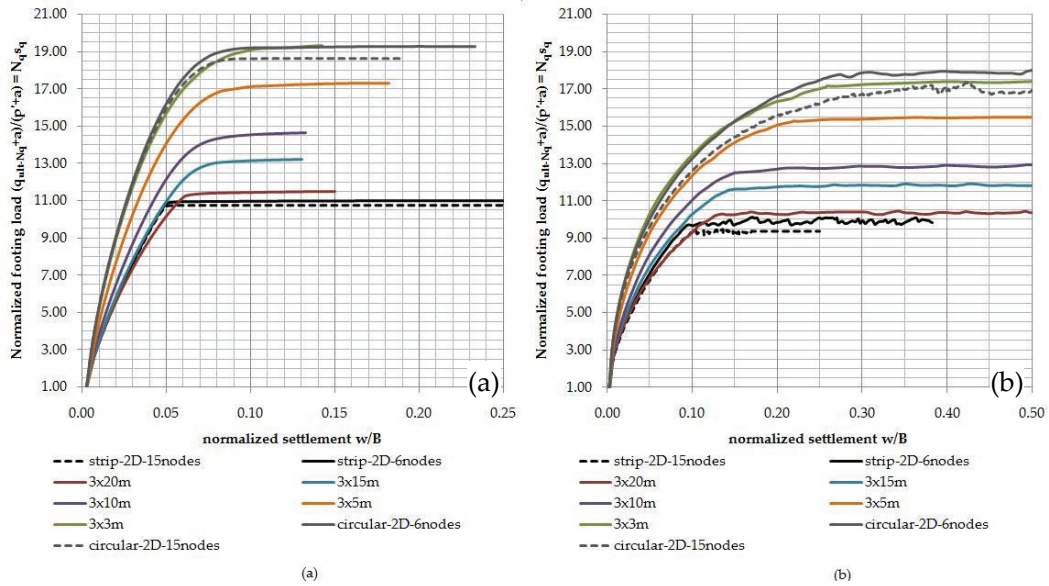 21.00
19.00
17.00
15.00
13.00
11.00
9.00
7.00
5.00
3.00
1.00
Normalized footing load (qult-Nq+a)/(p'+a) = Nqsq
0.00 0.05 0.10 0.15 0.20 0.25
normalized settlement w/B
(a)
strip-2D-15nodes strip-2D-6nodes
3x20m 3x15m
3x10m 3x5m
3x3m circular-2D-6nodes
circular-2D-15nodes
(a)
21.00
19.00
17.00
15.00
13.00
11.00
9.00
7.00
5.00
3.00
1.00
Normalized footing load (qult-Nq+a)/(p'+a) = Nqsq
0.00 0.10 0.20 0.30 0.40 0.50
normalized settlement w/B
(b)
strip-2D-15nodes strip-2D-6nodes
3x20m 3x15m
3x10m 3x5m
3x3m circular-2D-6nodes
circular-2D-15nodes
(b)